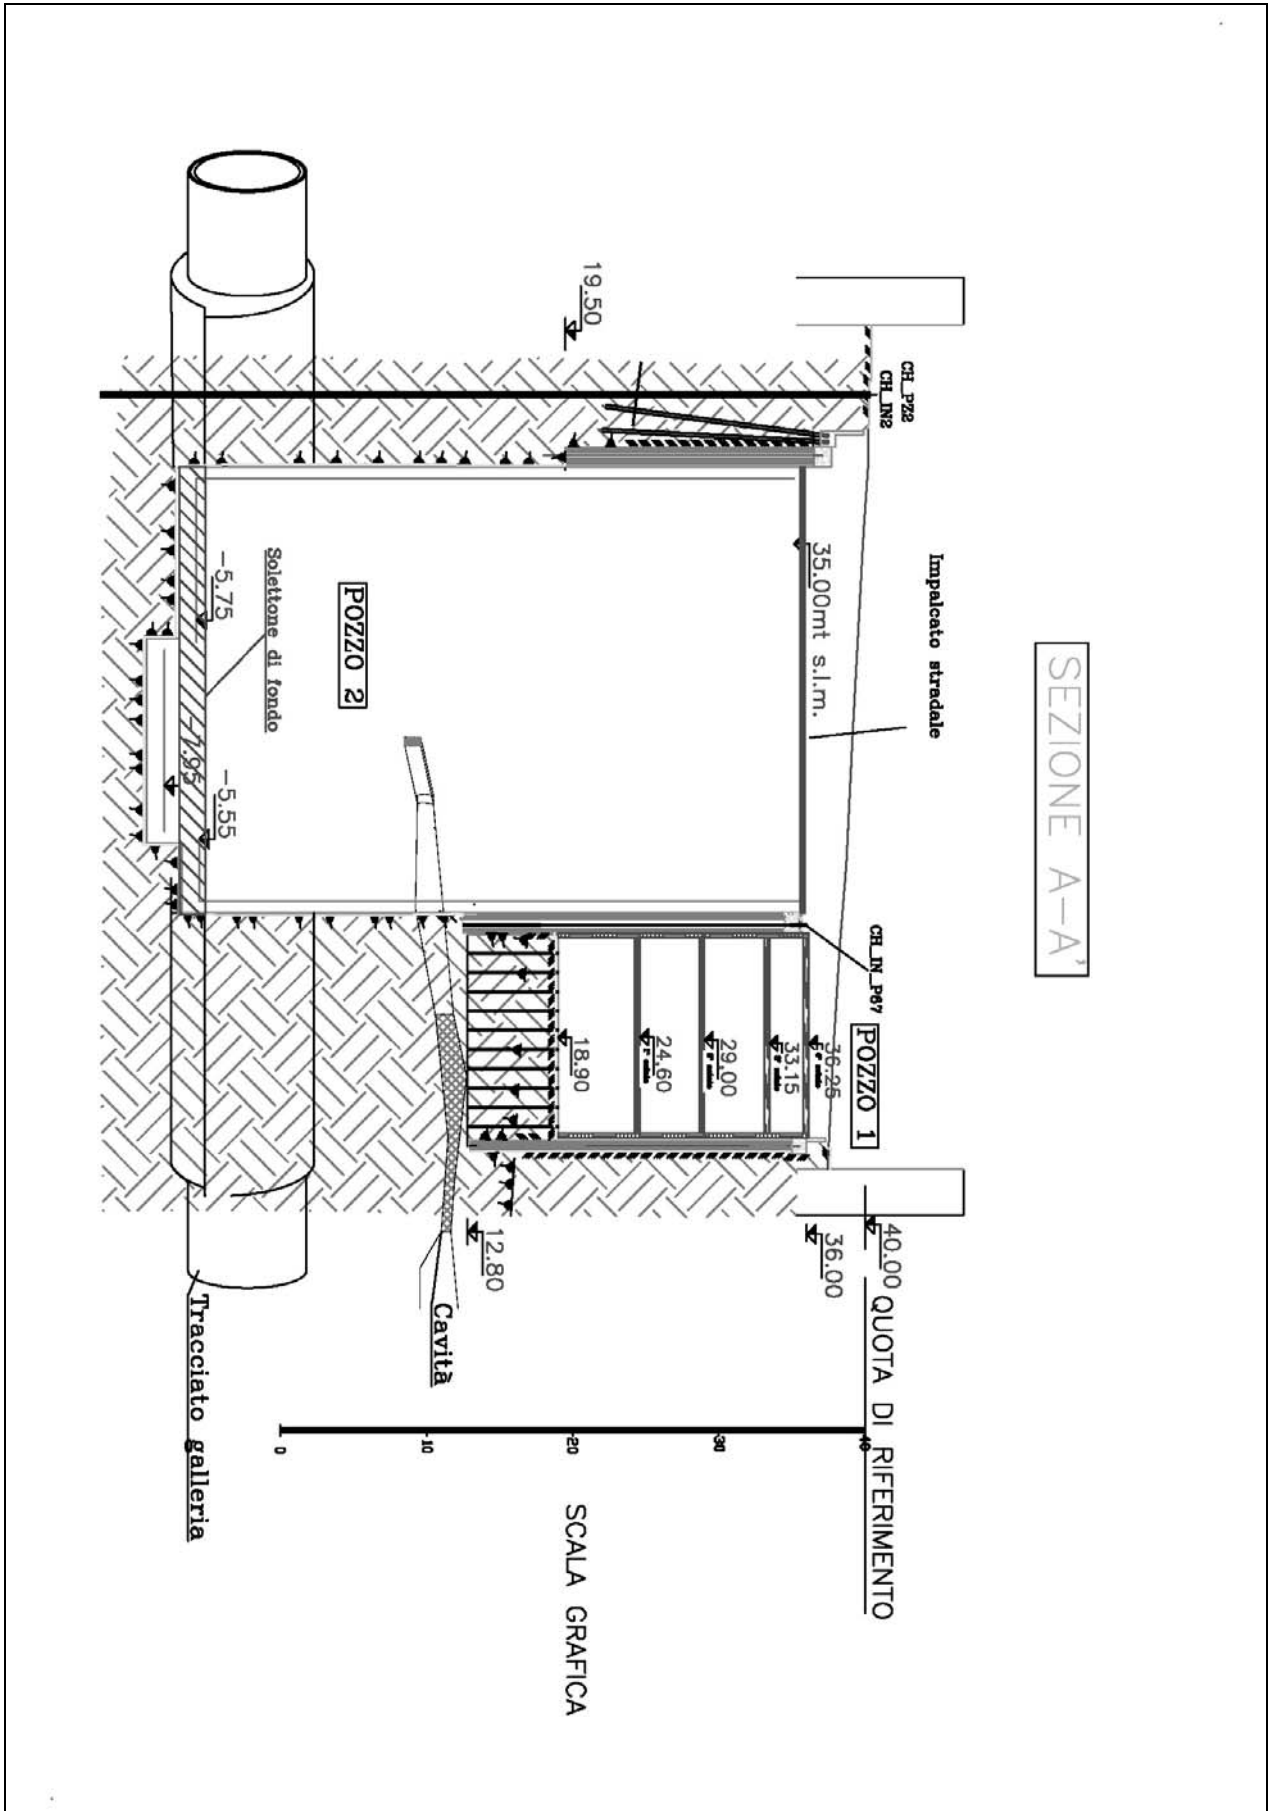 SEZIONE A-A'
Impalcato stradale
CH_PZ2
CH_IN2
CH_IN_P67
POZZO 1
40.00
QUOTA DI RIFERIMENTO
36.25
36.00
35.00mt s.l.m.
33.15
29.00
24.60
19.50
18.90
12.80
POZZO 2
Cavità
Solettone di fondo
-5.75
-5.55
-7.95
Tracciato galleria
40
30
20
10
0
SCALA GRAFICA